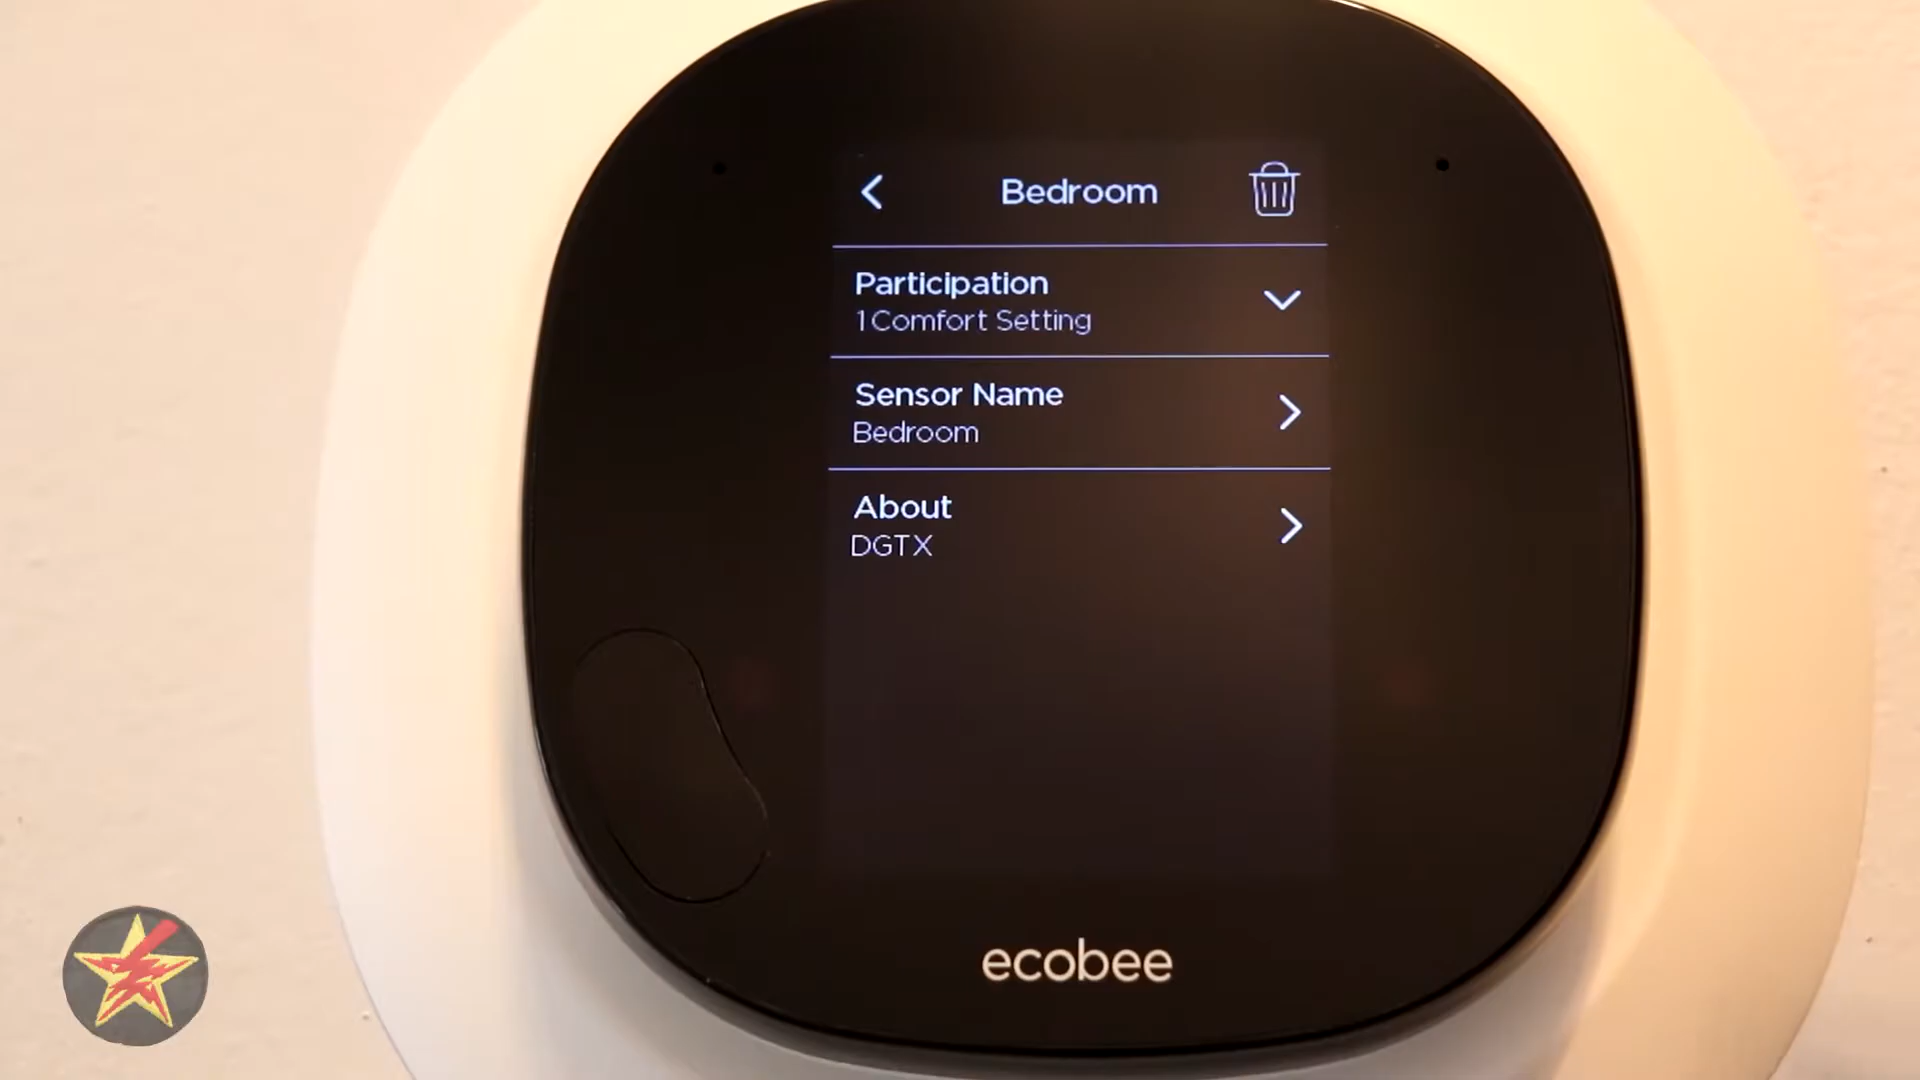 Bedroom
Participation
1 Comfort Setting
Sensor Name
Bedroom
About
DGTX
ecobee